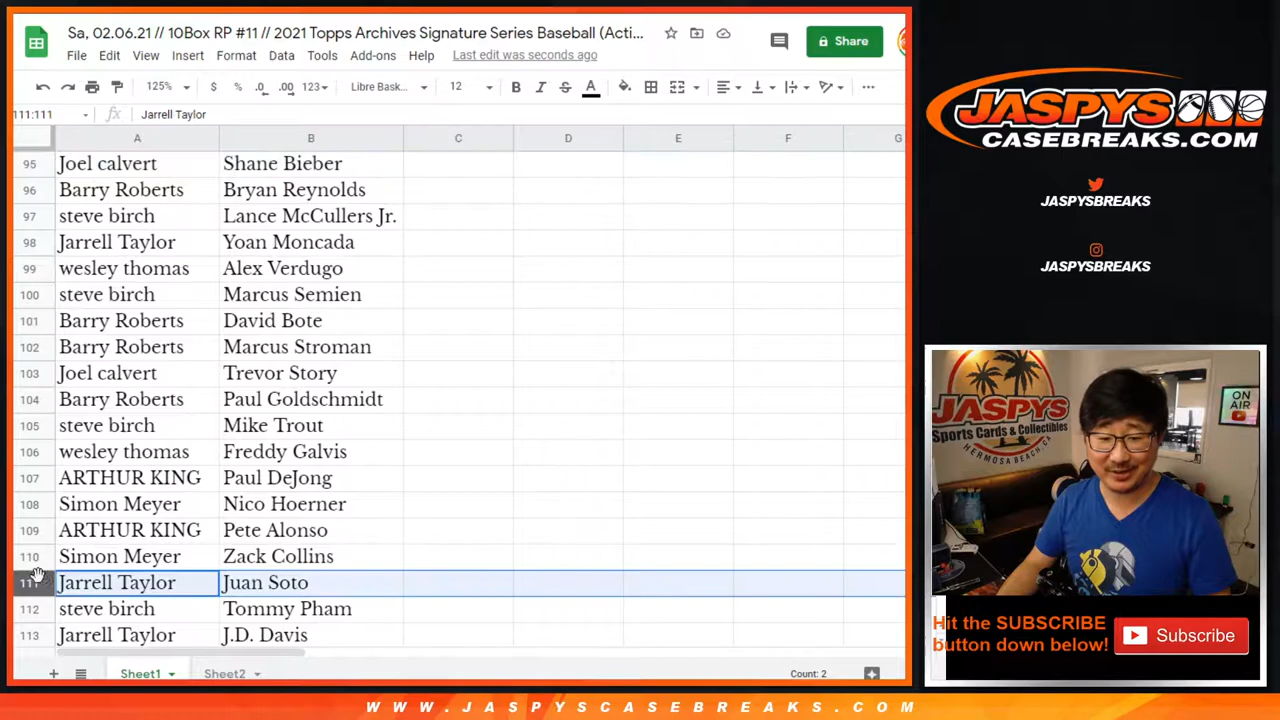 Sa, 02.06.21 // 10Box RP #11 // 2021 Topps Archives Signature Series Baseball (Acti...
File Edit View Insert Format Data Tools Add-ons Help Last edit was seconds ago
Share
125% $ % .0 .00 123 Libre Bask... 12 B I S A
111:111 fx Jarrell Taylor
A B C D E F G
95 Joel calvert Shane Bieber
96 Barry Roberts Bryan Reynolds
97 steve birch Lance McCullers Jr.
98 Jarrell Taylor Yoan Moncada
99 wesley thomas Alex Verdugo
100 steve birch Marcus Semien
101 Barry Roberts David Bote
102 Barry Roberts Marcus Stroman
103 Joel calvert Trevor Story
104 Barry Roberts Paul Goldschmidt
105 steve birch Mike Trout
106 wesley thomas Freddy Galvis
107 ARTHUR KING Paul DeJong
108 Simon Meyer Nico Hoerner
109 ARTHUR KING Pete Alonso
110 Simon Meyer Zack Collins
111 Jarrell Taylor Juan Soto
112 steve birch Tommy Pham
113 Jarrell Taylor J.D. Davis
Sheet1 Sheet2 Count: 2
JASPYS
CASEBREAKS.COM
JASPYSBREAKS
JASPYSBREAKS
JASPYS
Sports Cards & Collectibles
HERMOSA BEACH, CA
ON
AIR
Hit the SUBSCRIBE
button down below!
Subscribe
WWW.JASPYSCASEBREAKS.COM